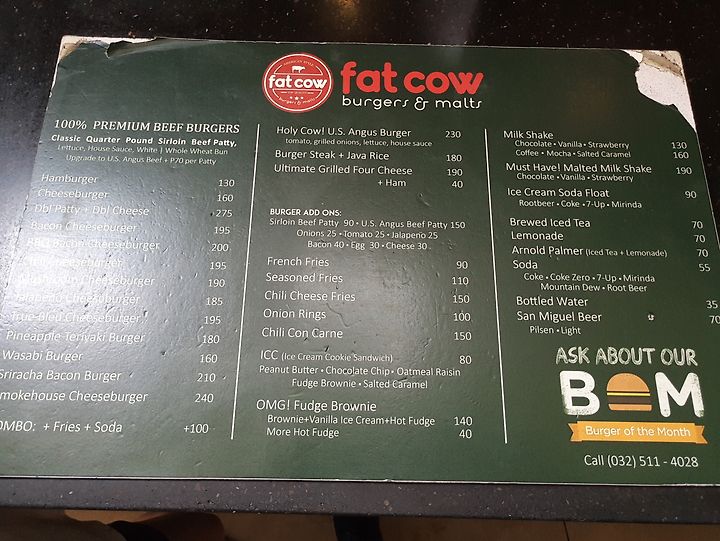 AMERICAN STYLE
fat cow
burgers & malts
fat cow
burgers & malts
100% PREMIUM BEEF BURGERS
Classic Quarter Pound Sirloin Beef Patty,
Lettuce, House Sauce, White | Whole Wheat Bun
Upgrade to U.S. Angus Beef + P70 per Patty
Hamburger 130
Cheeseburger 160
Dbl Patty + Dbl Cheese 275
Bacon Cheeseburger 195
BBQ Bacon Cheeseburger 200
Cheeseburger 195
Cheeseburger 190
Jalapeno Cheeseburger 185
True-Bleu Cheeseburger 195
Pineapple Teriyaki Burger 180
Wasabi Burger 160
Sriracha Bacon Burger 210
mokehouse Cheeseburger 240
OMBO: + Fries + Soda +100
Holy Cow! U.S. Angus Burger 230
tomato, grilled onions, lettuce, house sauce
Burger Steak + Java Rice 180
Ultimate Grilled Four Cheese 190
+ Ham 40
BURGER ADD ONS:
Sirloin Beef Patty 90 • U.S. Angus Beef Patty 150
Onions 25 • Tomato 25 • Jalapeno 25
Bacon 40 • Egg 30 • Cheese 30
French Fries 90
Seasoned Fries 110
Chili Cheese Fries 150
Onion Rings 100
Chili Con Carne 150
ICC (Ice Cream Cookie Sandwich) 80
Peanut Butter • Chocolate Chip • Oatmeal Raisin
Fudge Brownie • Salted Caramel
OMG! Fudge Brownie
Brownie+Vanilla Ice Cream+Hot Fudge 140
More Hot Fudge 40
Milk Shake
Chocolate • Vanilla • Strawberry 130
Coffee • Mocha • Salted Caramel 160
Must Have! Malted Milk Shake 190
Chocolate • Vanilla • Strawberry
Ice Cream Soda Float 90
Rootbeer • Coke • 7-Up • Mirinda
Brewed Iced Tea 70
Lemonade 70
Arnold Palmer (Iced Tea + Lemonade) 70
Soda 55
Coke • Coke Zero • 7-Up • Mirinda
Mountain Dew • Root Beer
Bottled Water 35
San Miguel Beer 70
Pilsen • Light
ASK ABOUT OUR
B M
Burger of the Month
Call (032) 511 - 4028